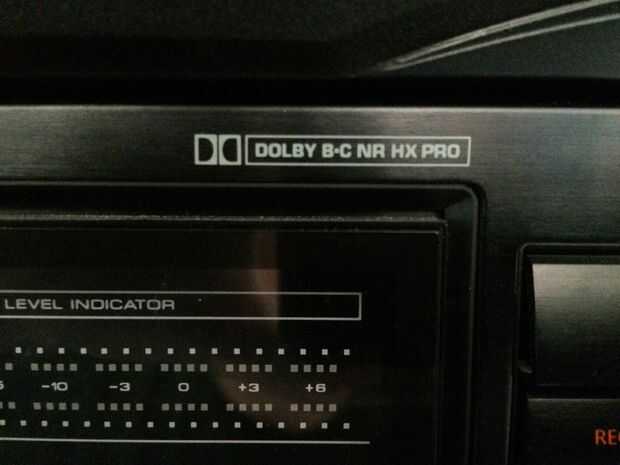 DOLBY B•C NR HX PRO
LEVEL INDICATOR
-10 -3 0 +3 +6